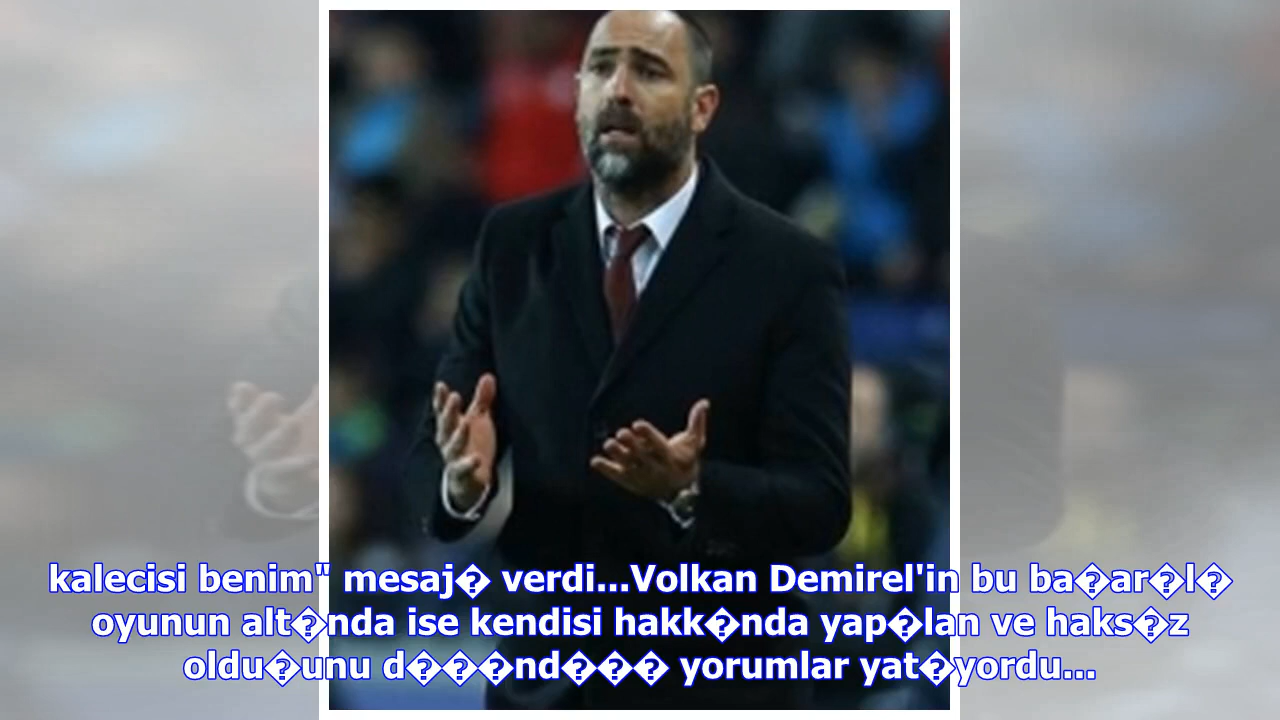 kalecisi benim" mesaj� verdi...Volkan Demirel'in bu ba�ar�l�
oyunun alt�nda ise kendisi hakk�nda yap�lan ve haks�z
oldu�unu d���nd��� yorumlar yat�yordu...